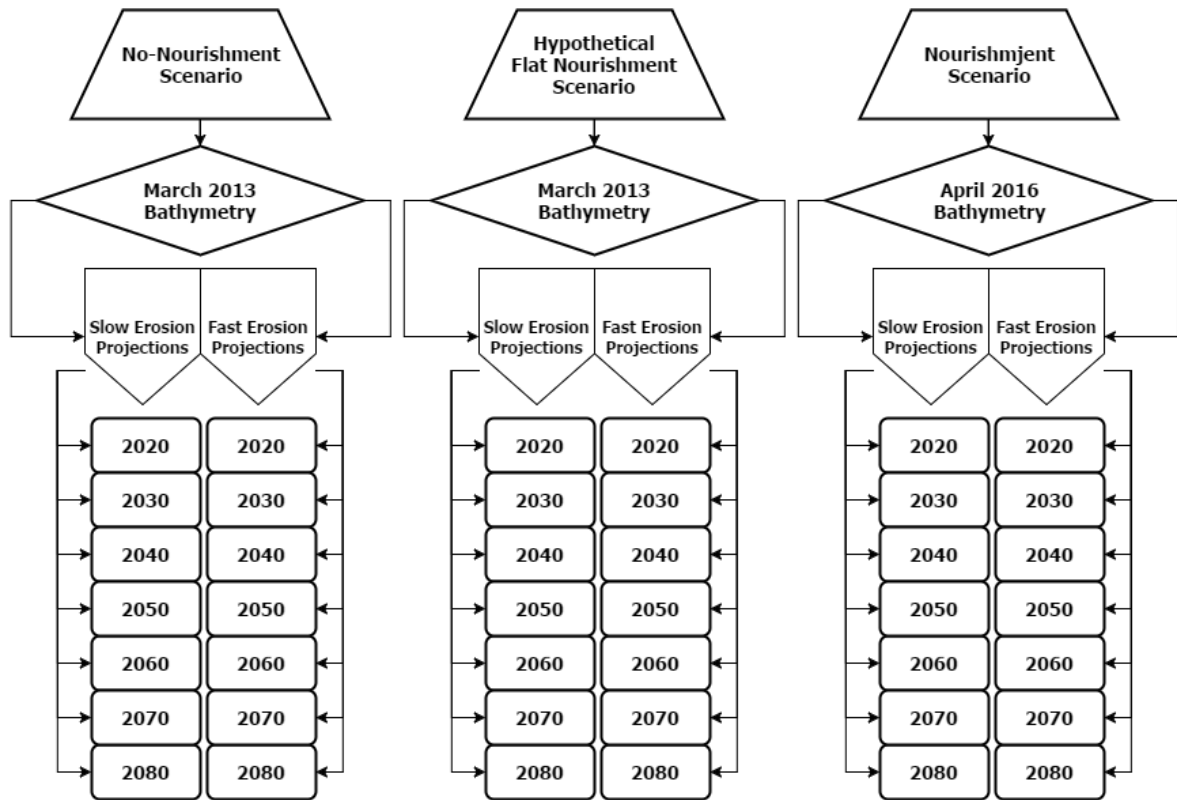 No-Nourishment
Scenario
March 2013
Bathymetry
Slow Erosion
Projections
Fast Erosion
Projections
2020
2020
2030
2030
2040
2040
2050
2050
2060
2060
2070
2070
2080
2080
Hypothetical
Flat Nourishment
Scenario
March 2013
Bathymetry
Slow Erosion
Projections
Fast Erosion
Projections
2020
2020
2030
2030
2040
2040
2050
2050
2060
2060
2070
2070
2080
2080
Nourishmjent
Scenario
April 2016
Bathymetry
Slow Erosion
Projections
Fast Erosion
Projections
2020
2020
2030
2030
2040
2040
2050
2050
2060
2060
2070
2070
2080
2080